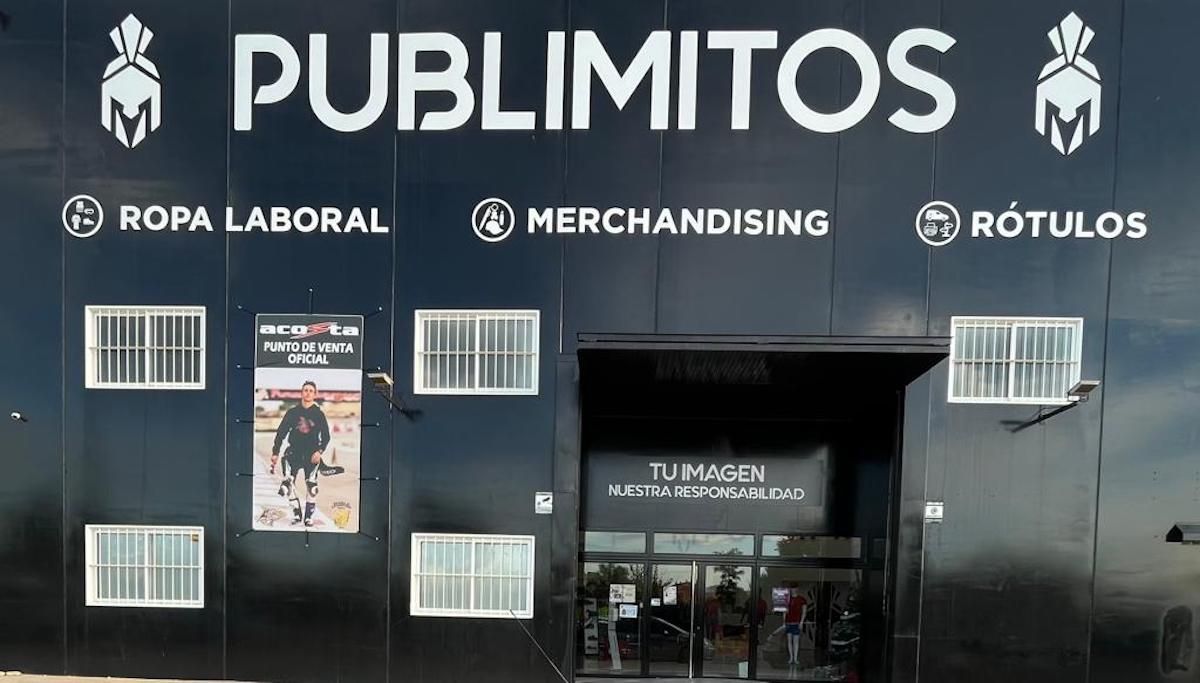 PUBLIMITOS
ROPA LABORAL
MERCHANDISING
RÓTULOS
acosta
PUNTO DE VENTA
OFICIAL
TU IMAGEN
NUESTRA RESPONSABILIDAD